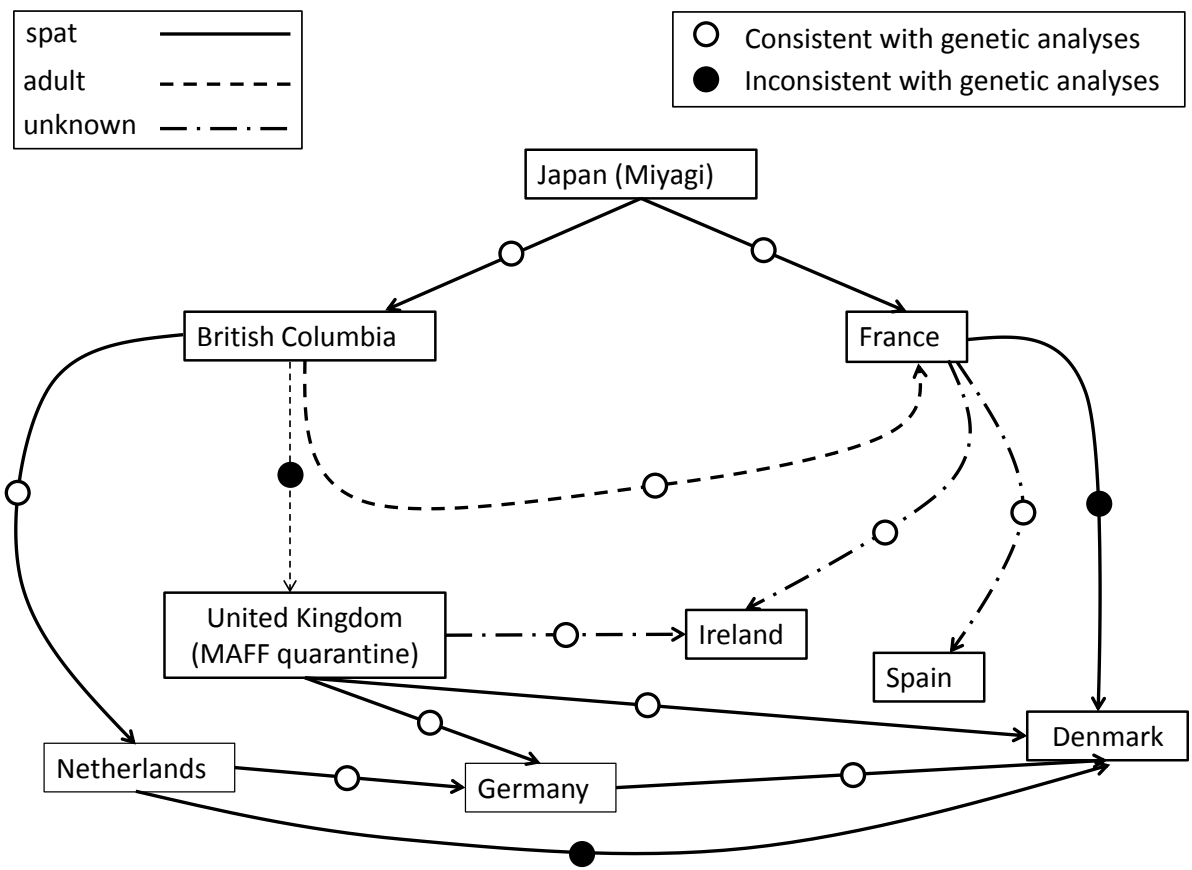 spat
adult
unknown
Consistent with genetic analyses
Inconsistent with genetic analyses
Japan (Miyagi)
British Columbia
France
United Kingdom
(MAFF quarantine)
Ireland
Spain
Denmark
Netherlands
Germany